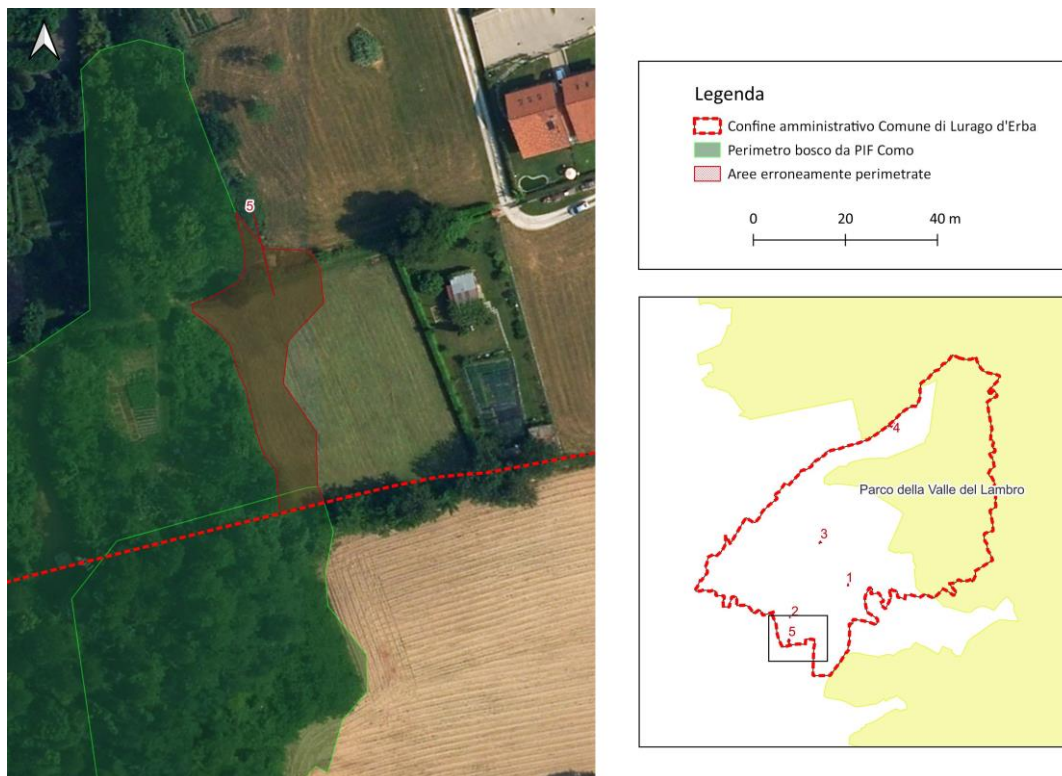 5
Legenda
Confine amministrativo Comune di Lurago d'Erba
Perimetro bosco da PIF Como
Aree erroneamente perimetrate
0 20 40 m
4
Parco della Valle del Lambro
3
1
2
5